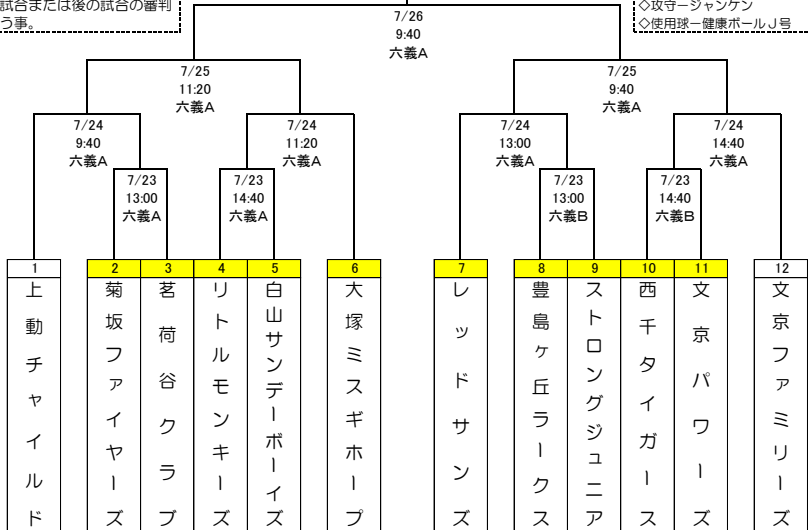 試合または後の試合の審判
う事。
◇攻守ージャンケン
◇使用球ー健康ボールJ号
7/26
9:40
六義A
7/25
11:20
六義A
7/25
9:40
六義A
7/24
9:40
六義A
7/24
11:20
六義A
7/24
13:00
六義A
7/24
14:40
六義A
7/23
13:00
六義A
7/23
14:40
六義A
7/23
13:00
六義B
7/23
14:40
六義B
1
上動チャイルド
2
菊坂ファイヤーズ
3
茗荷谷クラブ
4
リトルモンキーズ
5
白山サンデーボーイズ
6
大塚ミスギホープ
7
レッドサンズ
8
豊島ヶ丘ラークス
9
ストロングジュニア
10
西千タイガース
11
文京パワーズ
12
文京ファミリーズ